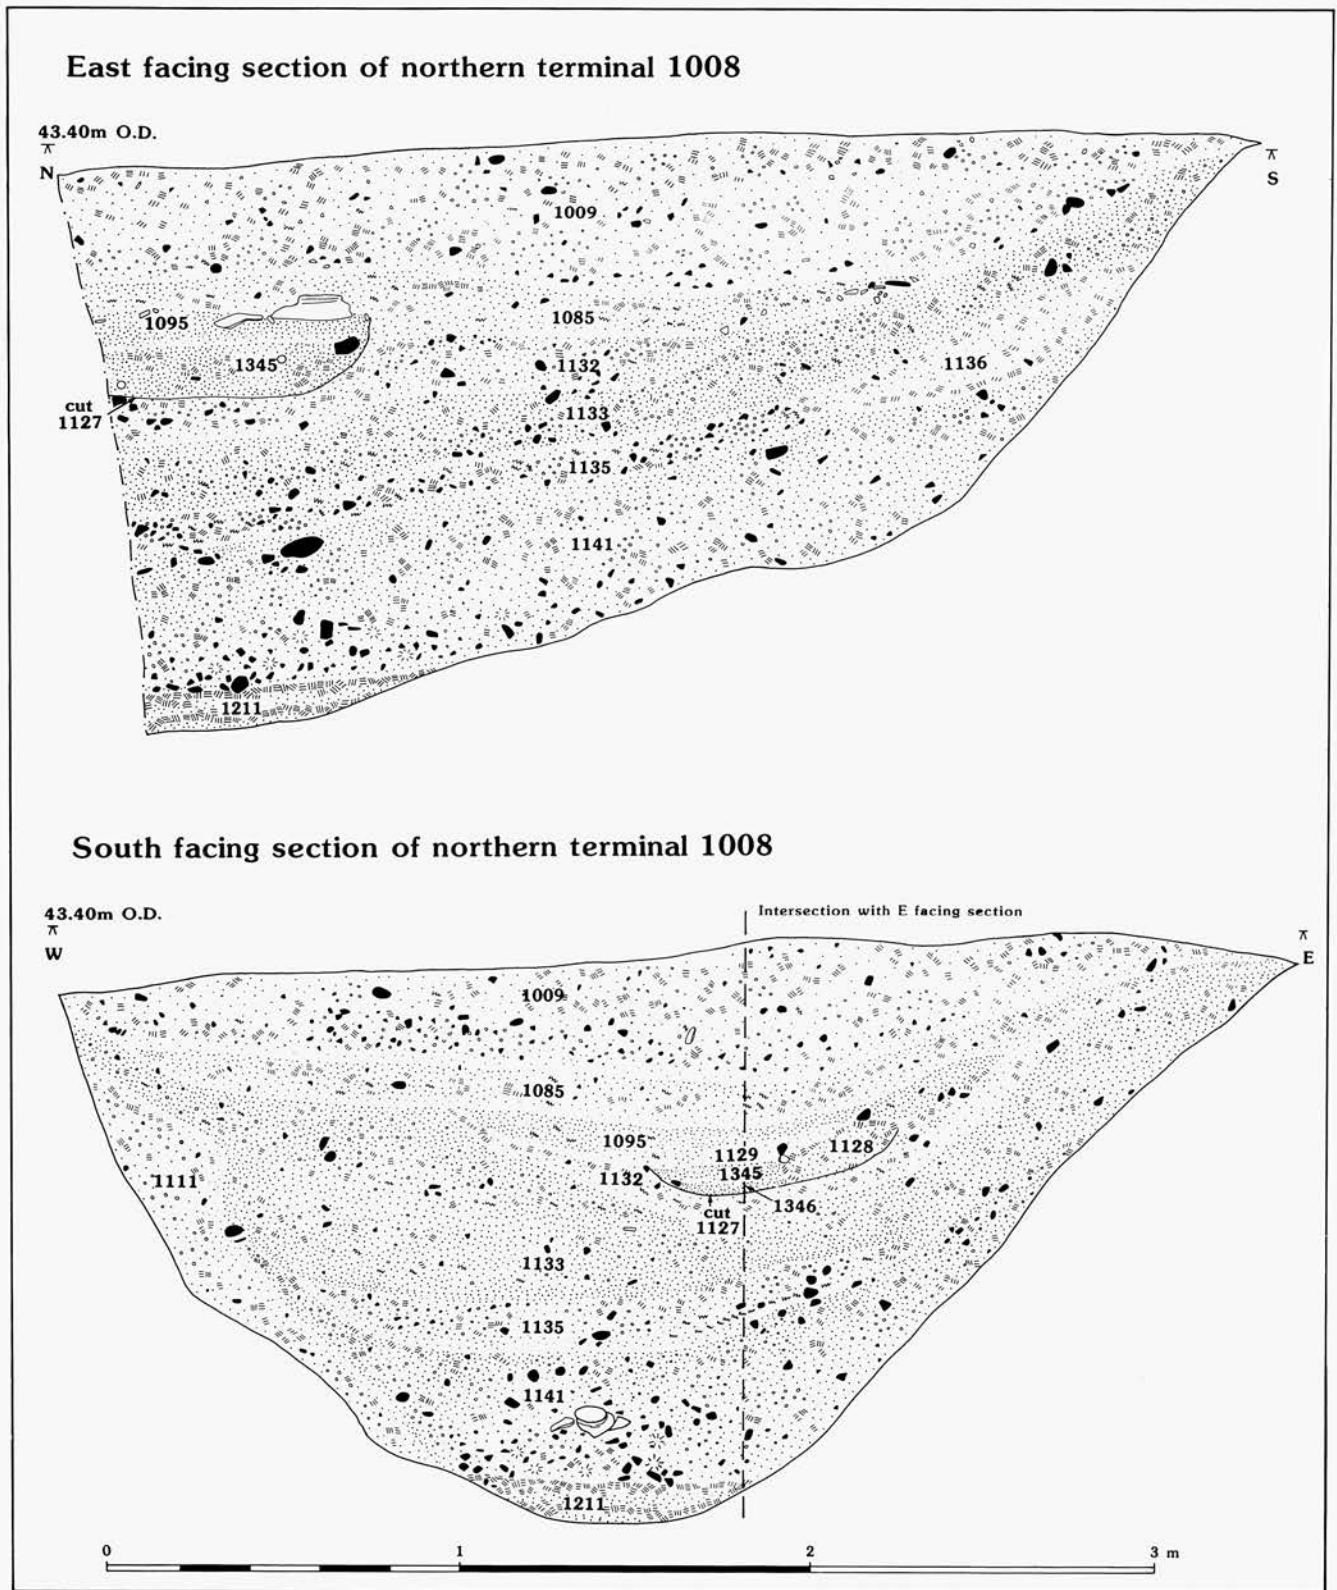 East facing section of northern terminal 1008
43.40m O.D.
N
S
1009
1095
1085
1345
1132
1136
cut
1127
1133
1135
1141
1211
South facing section of northern terminal 1008
43.40m O.D.
Intersection with E facing section
W
E
1009
1085
1095
1129
1128
1132
1345
1111
1346
cut
1127
1133
1135
1141
1211
0 1 2 3 m